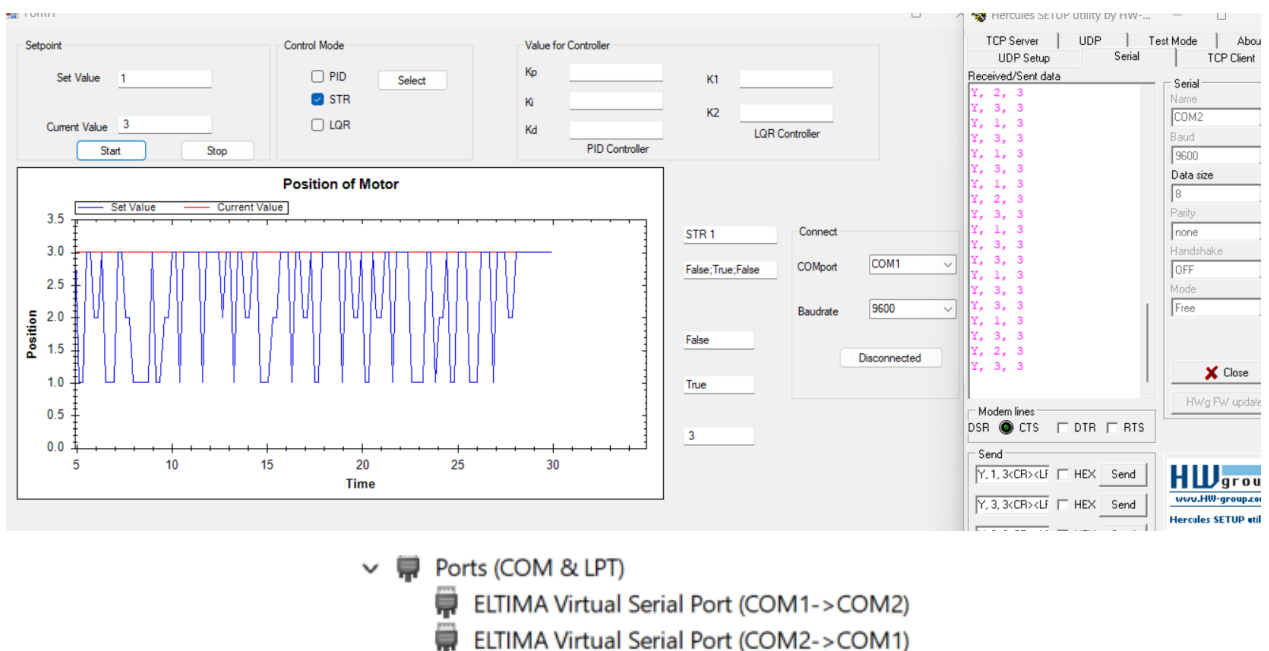 Form1
Setpoint
Set Value 1
Current Value 3
Start Stop
Control Mode
PID
STR
LQR
Select
Value for Controller
Kp
Ki
Kd
PID Controller
K1
K2
LQR Controller
Position of Motor
Set Value Current Value
3.5
3.0
2.5
2.0
1.5
1.0
0.5
0.0
Position
5 10 15 20 25 30
Time
STR 1
False;True;False
False
True
3
Connect
COMport COM1
Baudrate 9600
Disconnected
Hercules SETUP utility by HW-...
TCP Server UDP Test Mode Abou
UDP Setup Serial TCP Client
Received/Sent data
Y, 2, 3
Y, 3, 3
Y, 1, 3
Y, 3, 3
Y, 1, 3
Y, 3, 3
Y, 1, 3
Y, 2, 3
Y, 3, 3
Y, 1, 3
Y, 3, 3
Y, 3, 3
Y, 1, 3
Y, 3, 3
Y, 3, 3
Y, 1, 3
Y, 3, 3
Y, 2, 3
Y, 3, 3
Serial
Name
COM2
Baud
9600
Data size
8
Parity
none
Handshake
OFF
Mode
Free
Close
HWg FW update
Modem lines
DSR CTS DTR RTS
Send
Y, 1, 3<CR><LF HEX Send
Y, 3, 3<CR><LF HEX Send
HWgrou
www.HW-group.co
Hercules SETUP util
Ports (COM & LPT)
ELTIMA Virtual Serial Port (COM1->COM2)
ELTIMA Virtual Serial Port (COM2->COM1)